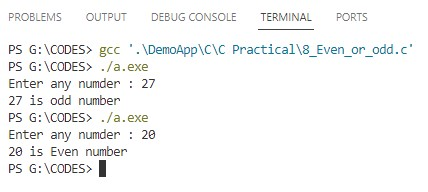 PROBLEMS OUTPUT DEBUG CONSOLE TERMINAL PORTS
PS G:\CODES> gcc '.\DemoApp\C\C Practical\8_Even_or_odd.c'
PS G:\CODES> ./a.exe
Enter any numder : 27
27 is odd number
PS G:\CODES> ./a.exe
Enter any numder : 20
20 is Even number
PS G:\CODES>